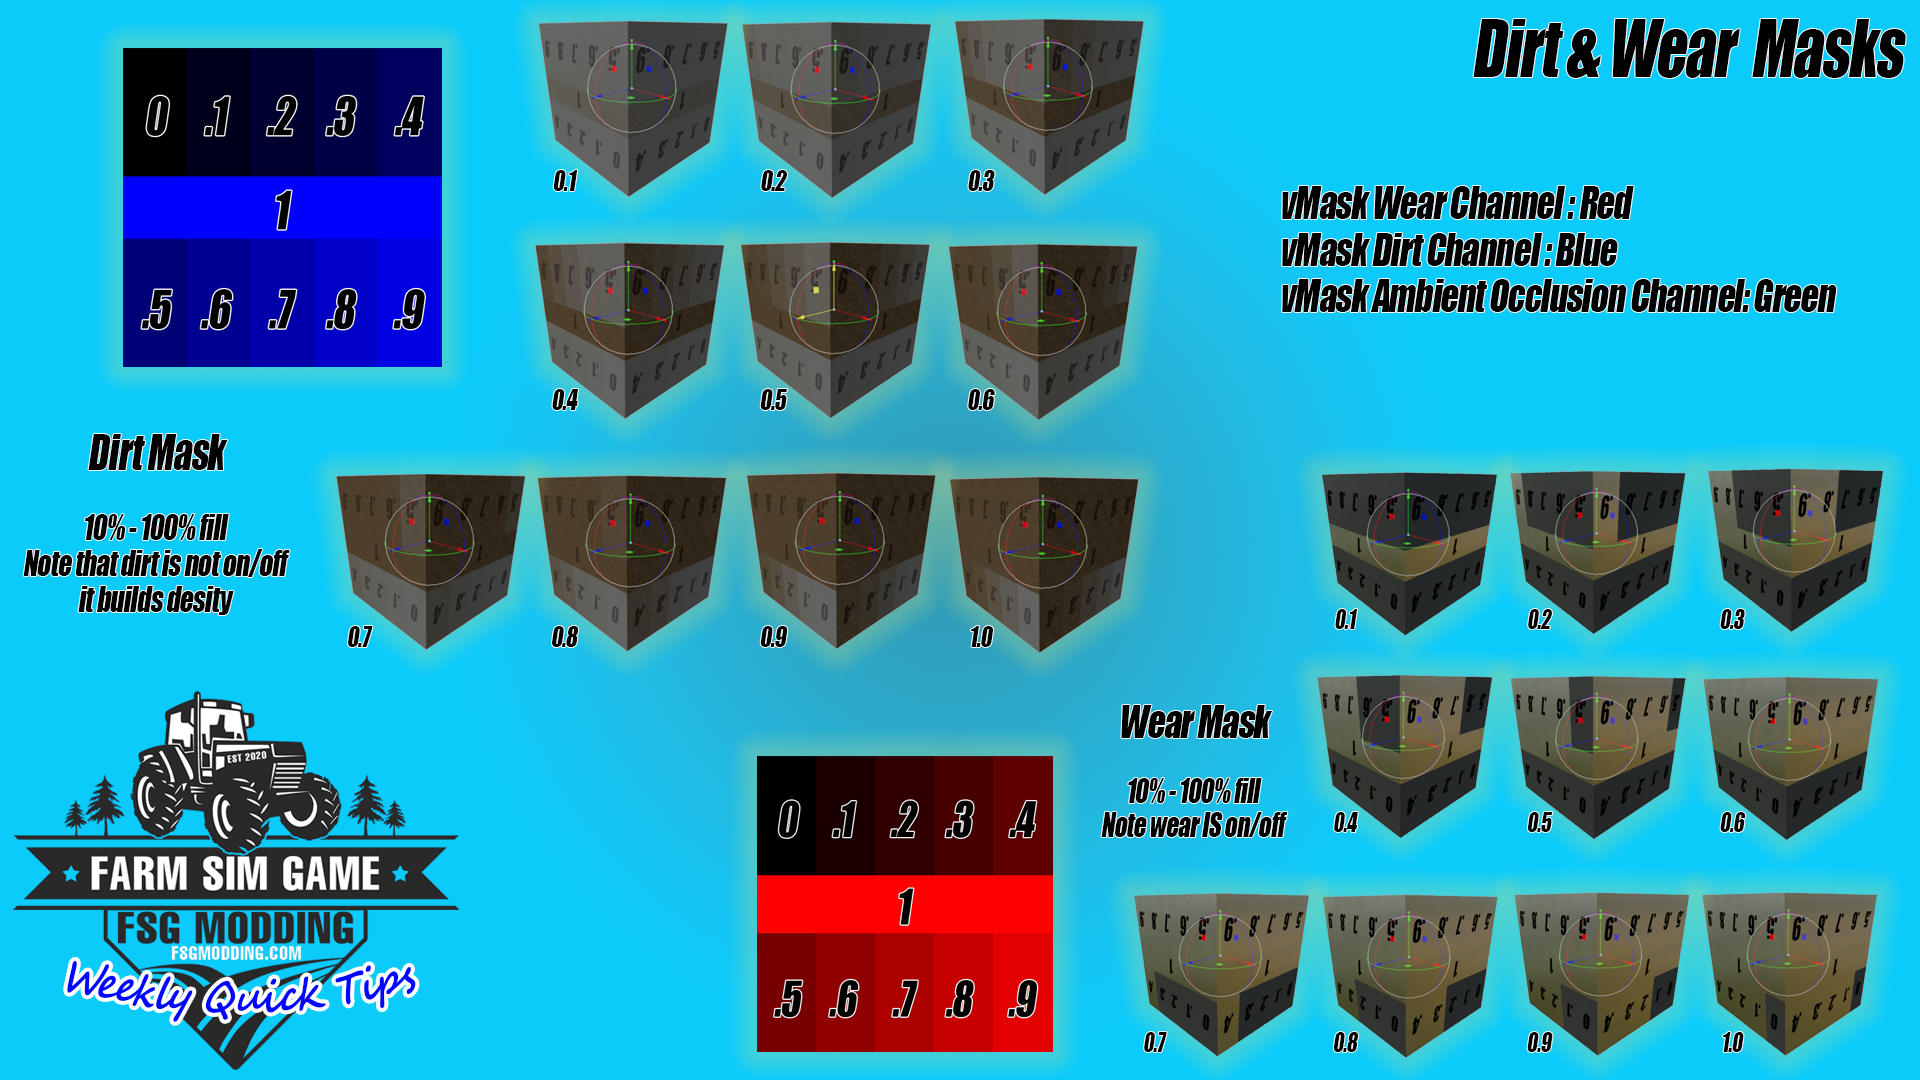 Dirt & Wear Masks
0 .1 .2 .3 .4
1
.5 .6 .7 .8 .9
0.1 0.2 0.3
0.4 0.5 0.6
0.7 0.8 0.9 1.0
vMask Wear Channel : Red
vMask Dirt Channel : Blue
vMask Ambient Occlusion Channel: Green
Dirt Mask
10% - 100% fill
Note that dirt is not on/off
it builds desity
Wear Mask
10% - 100% fill
Note wear IS on/off
0 .1 .2 .3 .4
1
.5 .6 .7 .8 .9
0.1 0.2 0.3
0.4 0.5 0.6
0.7 0.8 0.9 1.0
EST 2020
FARM SIM GAME
FSG MODDING
FSGMODDING.COM
Weekly Quick Tips